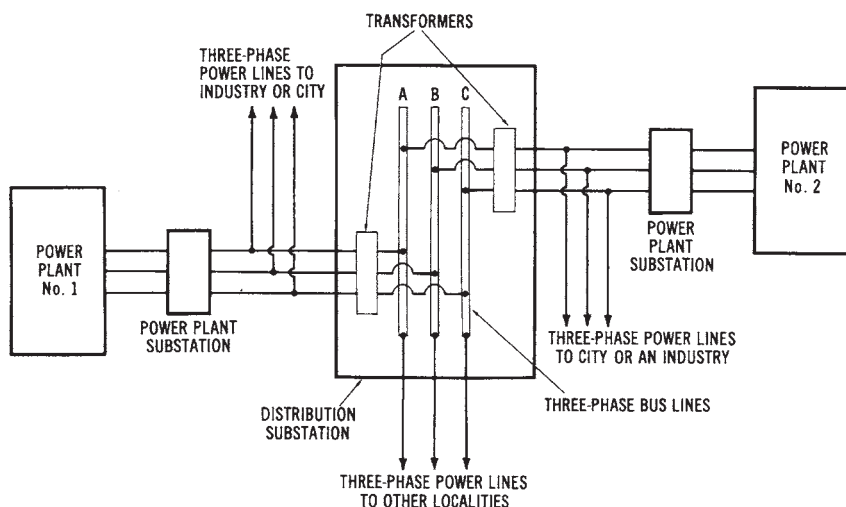 TRANSFORMERS
THREE-PHASE
POWER LINES TO
INDUSTRY OR CITY
A B C
POWER
PLANT
No. 2
POWER
PLANT
SUBSTATION
POWER
PLANT
No. 1
POWER PLANT
SUBSTATION
THREE-PHASE POWER LINES
TO CITY OR AN INDUSTRY
THREE-PHASE BUS LINES
DISTRIBUTION
SUBSTATION
THREE-PHASE POWER LINES
TO OTHER LOCALITIES